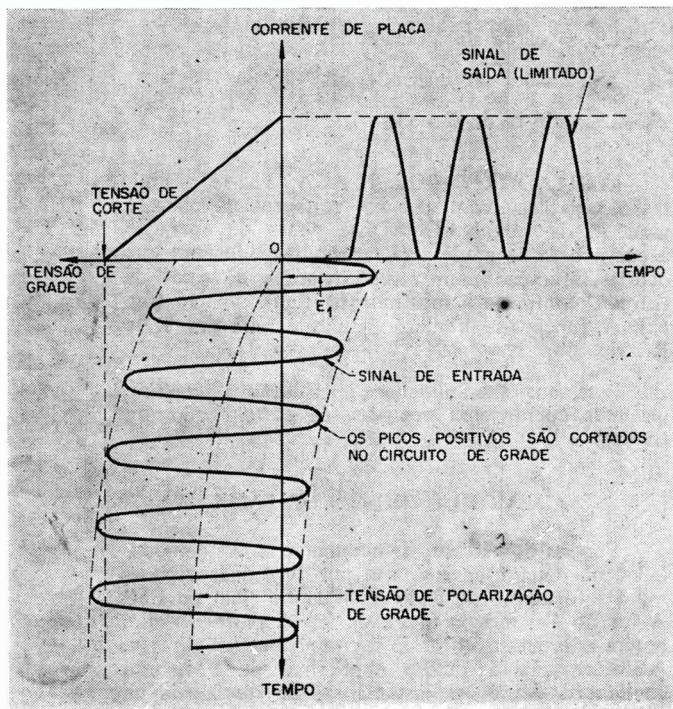 CORRENTE DE PLACA
SINAL DE
SAÍDA (LIMITADO)
TENSÃO DE
CORTE
O
TENSÃO DE
GRADE
TEMPO
E1
SINAL DE ENTRADA
OS PICOS POSITIVOS SÃO CORTADOS
NO CIRCUITO DE GRADE
TENSÃO DE POLARIZAÇÃO
DE GRADE
TEMPO